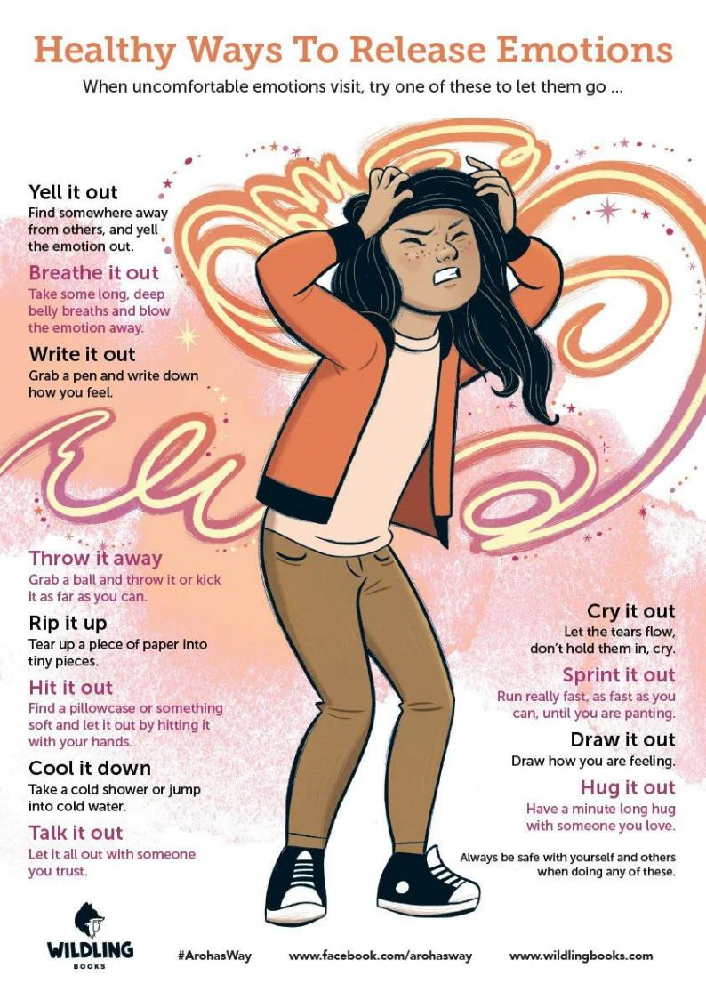 Healthy Ways To Release Emotions
When uncomfortable emotions visit, try one of these to let them go ...
Yell it out
Find somewhere away
from others, and yell
the emotion out.
Breathe it out
Take some long, deep
belly breaths and blow
the emotion away.
Write it out
Grab a pen and write down
how you feel.
Throw it away
Grab a ball and throw it or kick
it as far as you can.
Rip it up
Tear up a piece of paper into
tiny pieces.
Hit it out
Find a pillowcase or something
soft and let it out by hitting it
with your hands.
Cool it down
Take a cold shower or jump
into cold water.
Talk it out
Let it all out with someone
you trust.
Cry it out
Let the tears flow,
don't hold them in, cry.
Sprint it out
Run really fast, as fast as you
can, until you are panting.
Draw it out
Draw how you are feeling.
Hug it out
Have a minute long hug
with someone you love.
Always be safe with yourself and others
when doing any of these.
WILDLING
BOOKS
#ArohasWay
www.facebook.com/arohasway
www.wildlingbooks.com